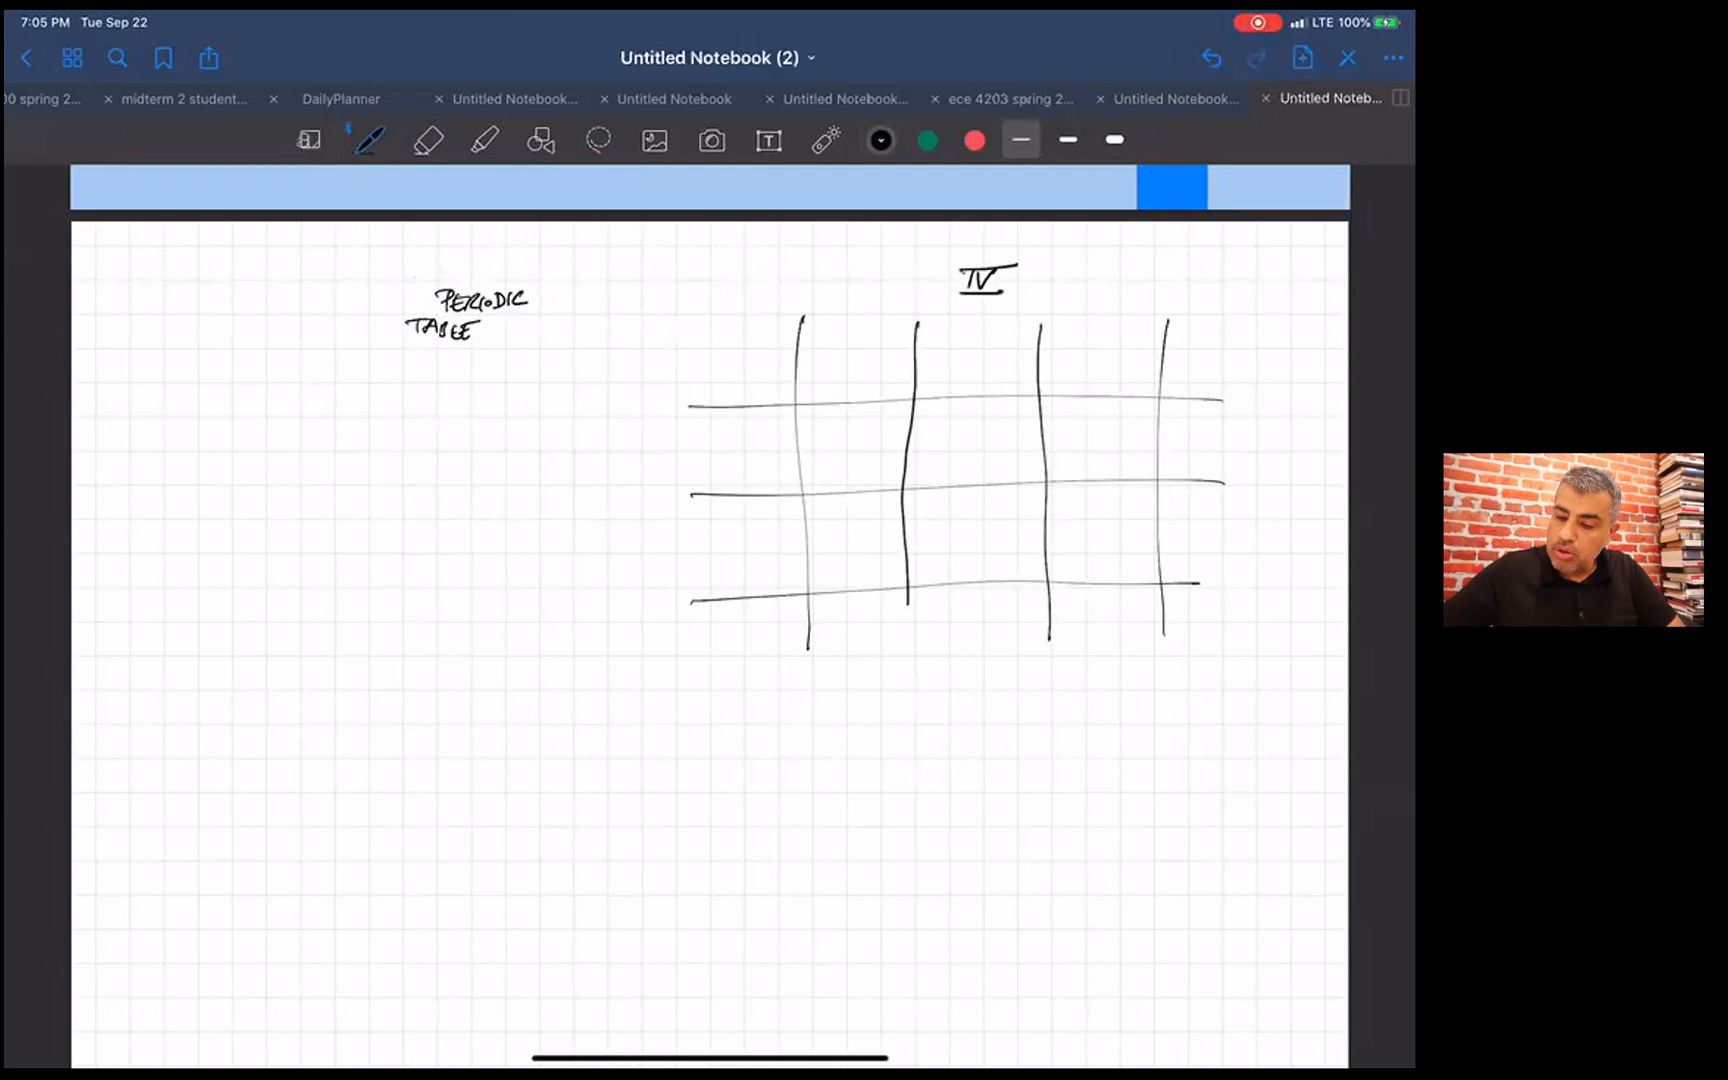 7:05 PM Tue Sep 22
LTE 100%
Untitled Notebook (2)
00 spring 2...
midterm 2 student...
DailyPlanner
Untitled Notebook...
Untitled Notebook
Untitled Notebook...
ece 4203 spring 2...
Untitled Notebook...
Untitled Noteb...
T
IV
PERIODIC
TABLE